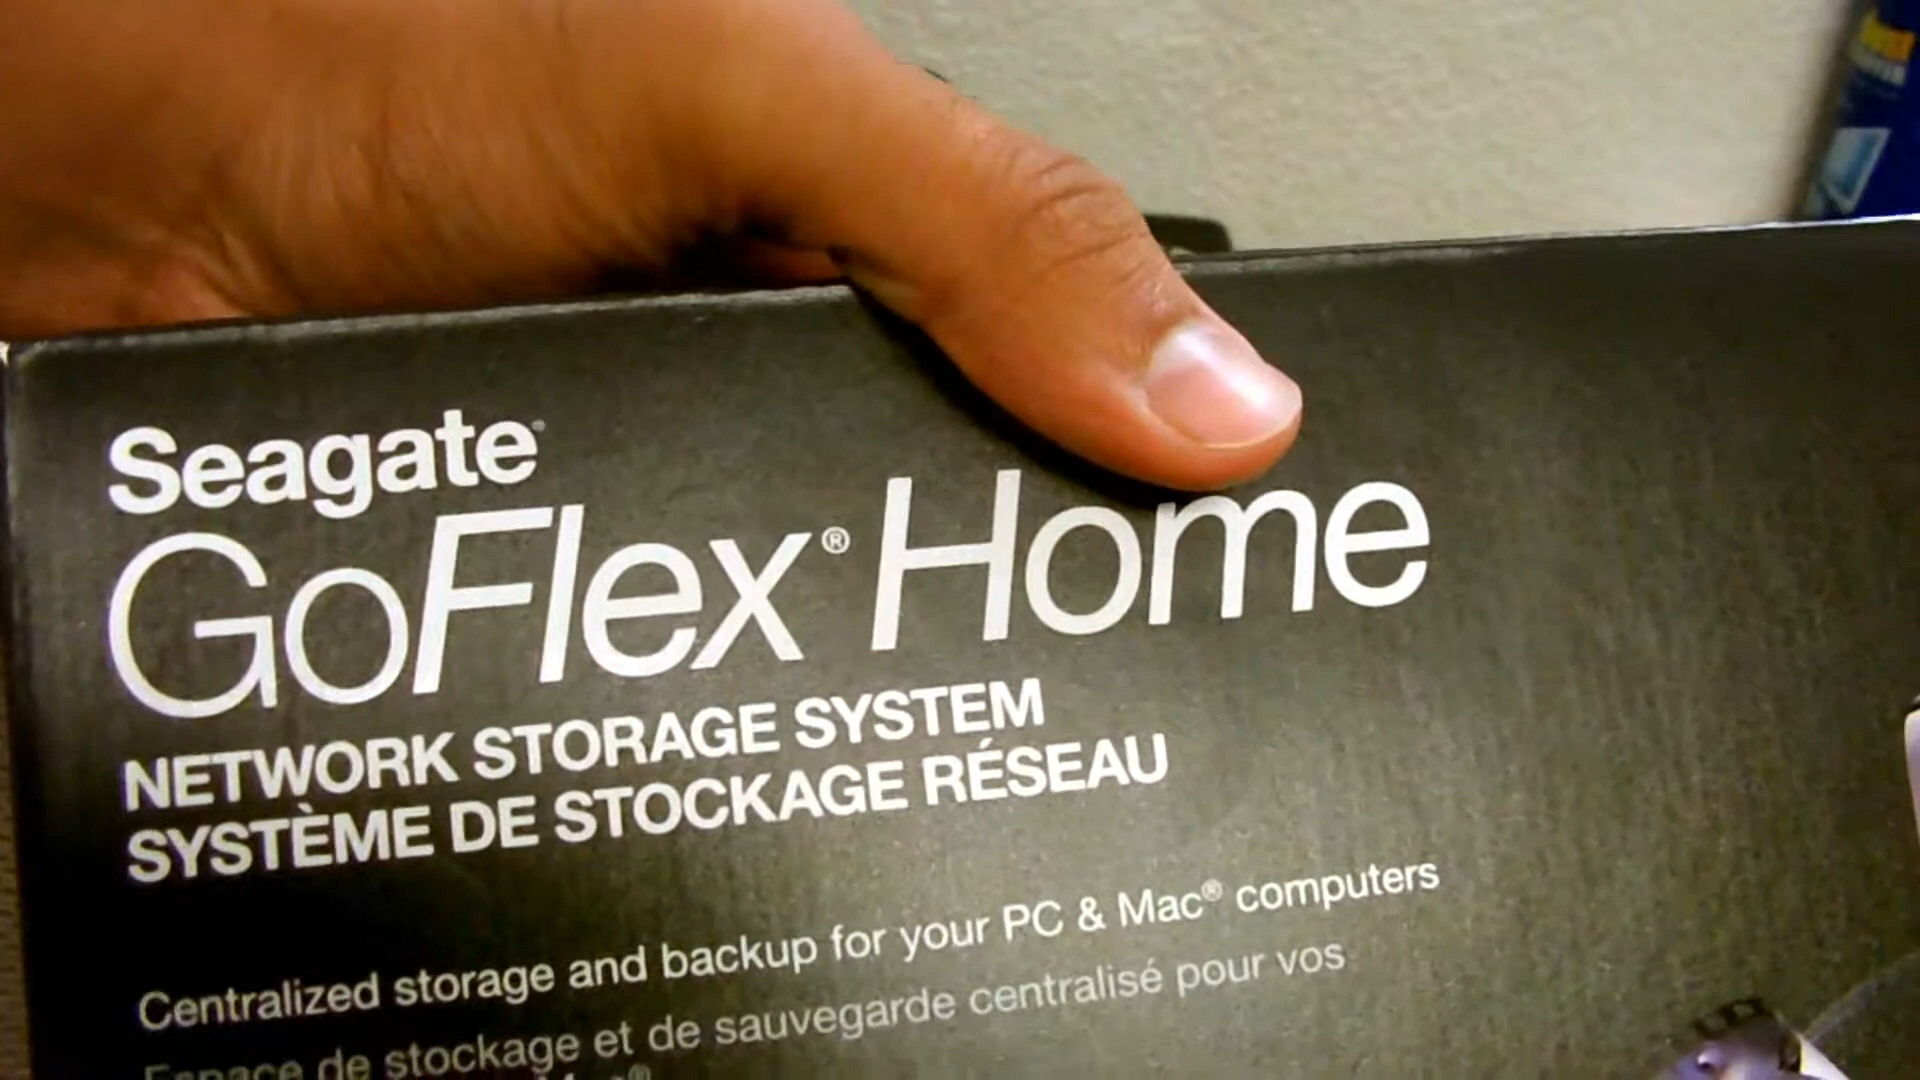 Seagate
GoFlex® Home
NETWORK STORAGE SYSTEM
SYSTÈME DE STOCKAGE RÉSEAU
Centralized storage and backup for your PC & Mac® computers
Espace de stockage et de sauvegarde centralisé pour vos